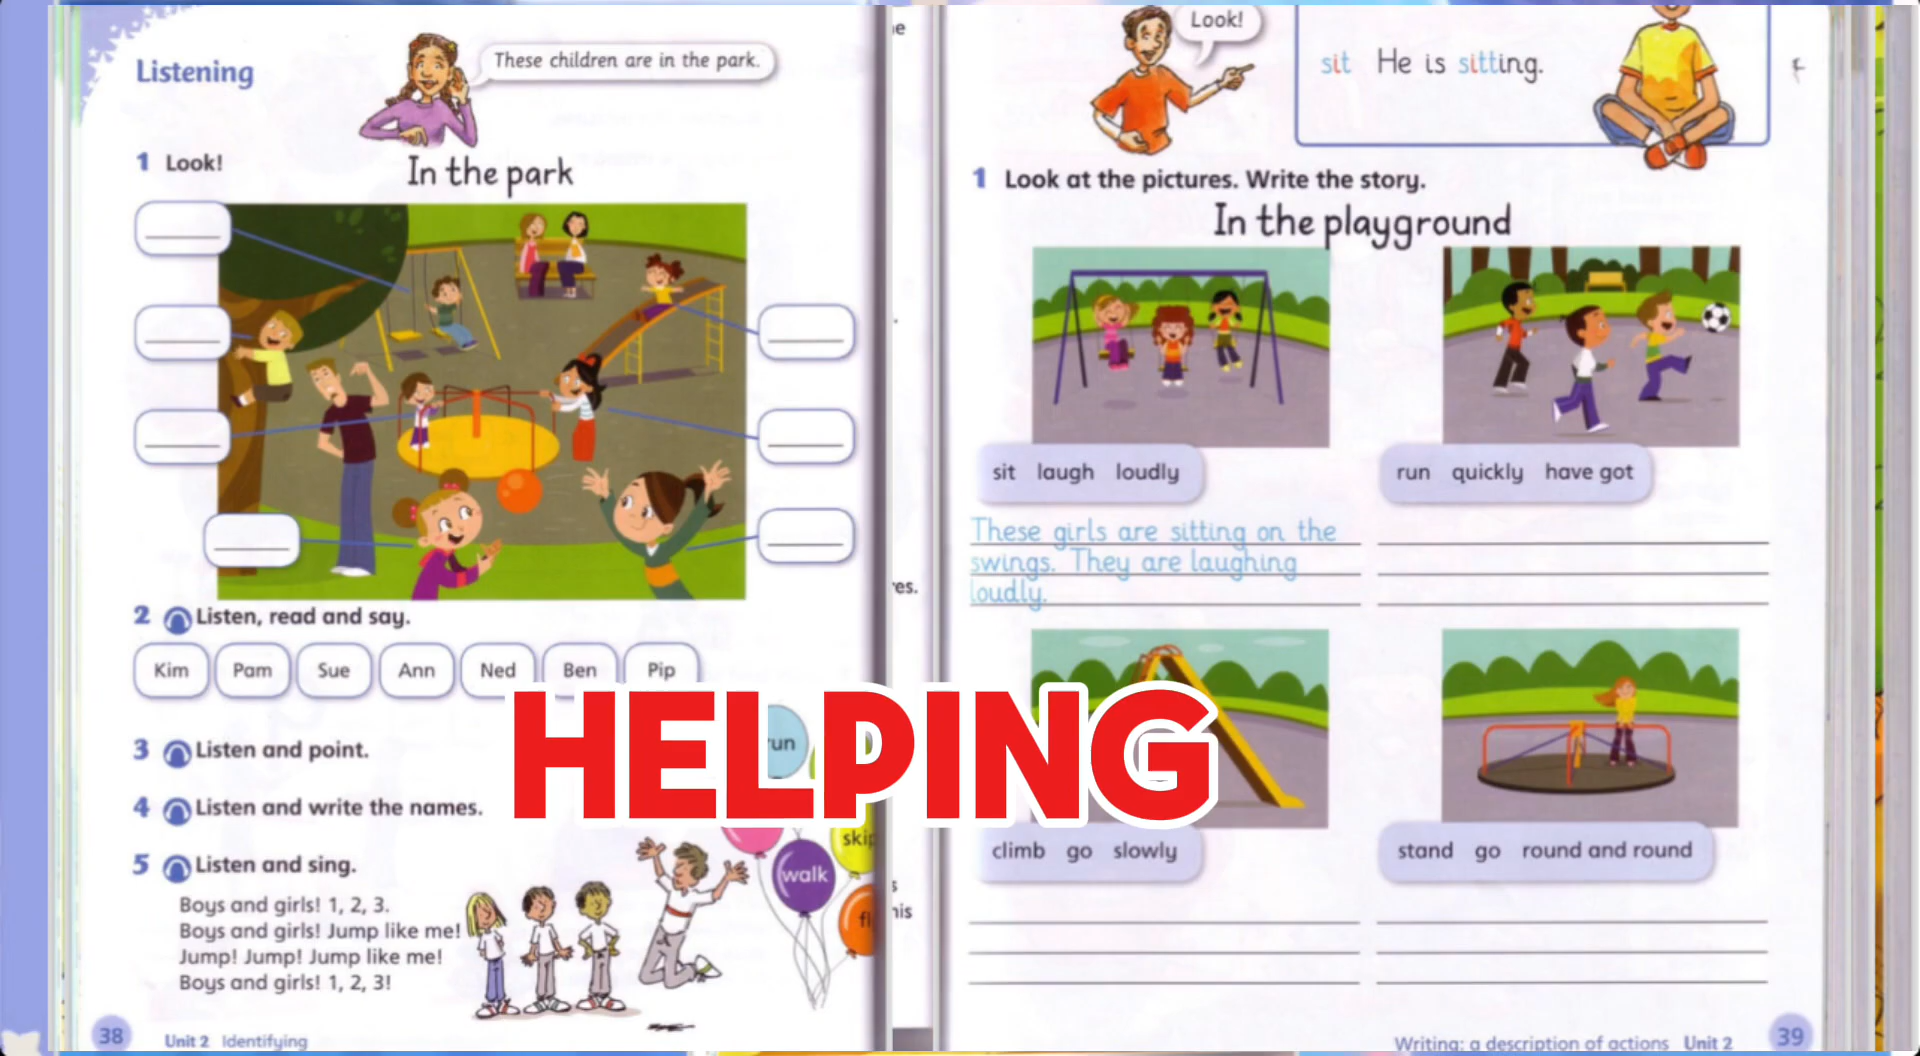 Listening
These children are in the park.
1 Look!
In the park
2 Listen, read and say.
Kim Pam Sue Ann Ned Ben Pip
3 Listen and point.
4 Listen and write the names.
5 Listen and sing.
Boys and girls! 1, 2, 3.
Boys and girls! Jump like me!
Jump! Jump! Jump like me!
Boys and girls! 1, 2, 3!
run
skip
walk
38 Unit 2 Identifying
HELPING
Look!
sit He is sitting.
1 Look at the pictures. Write the story.
In the playground
sit laugh loudly
run quickly have got
These girls are sitting on the
swings. They are laughing
loudly.
climb go slowly
stand go round and round
Writing: a description of actions Unit 2 39